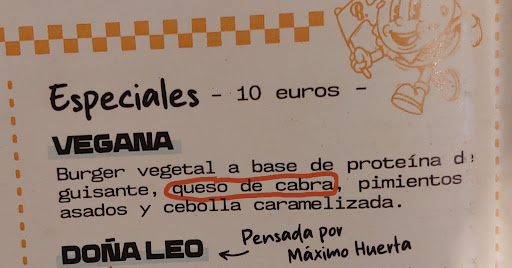 Especiales - 10 euros -
VEGANA
Burger vegetal a base de proteína de
guisante, queso de cabra, pimientos
asados y cebolla caramelizada.
DOÑA LEO
Pensada por
Máximo Huerta